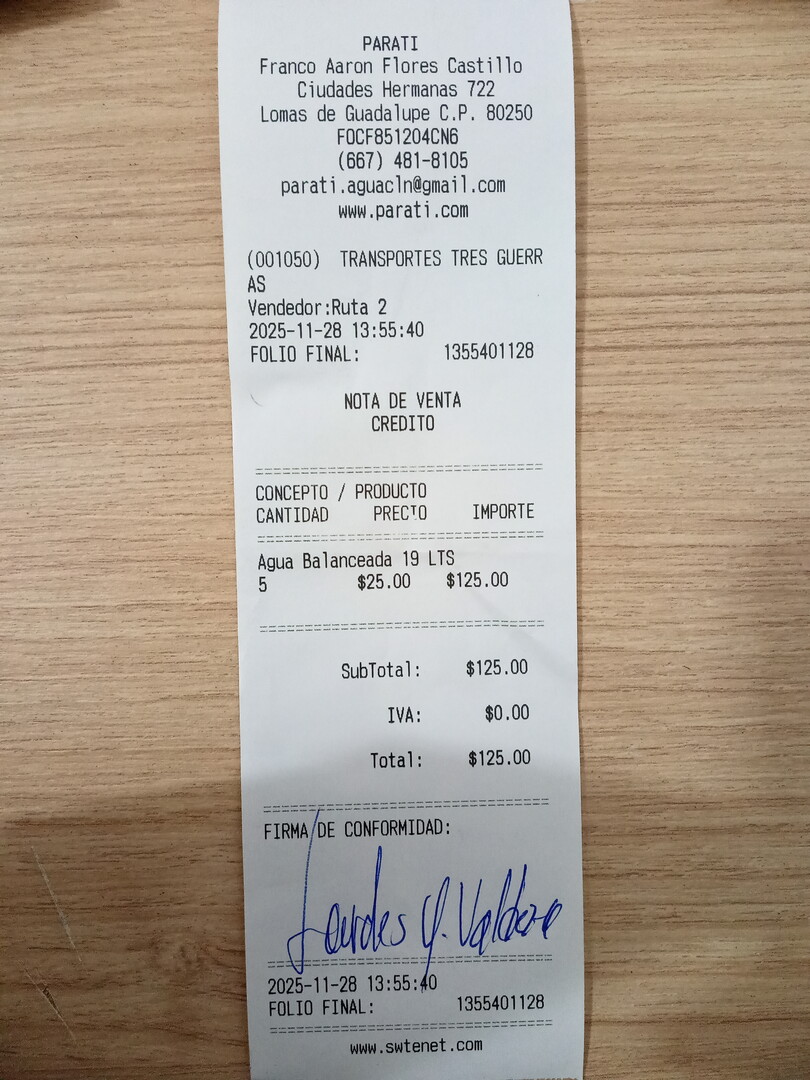 PARATI
Franco Aaron Flores Castillo
Ciudades Hermanas 722
Lomas de Guadalupe C.P. 80250
FOCF851204CN6
(667) 481-8105
parati.aguacln@gmail.com
www.parati.com
(001050) TRANSPORTES TRES GUERR
AS
Vendedor:Ruta 2
2025-11-28 13:55:40
FOLIO FINAL: 1355401128
NOTA DE VENTA
CREDITO
CONCEPTO / PRODUCTO
CANTIDAD PRECIO IMPORTE
Agua Balanceada 19 LTS
5 $25.00 $125.00
SubTotal: $125.00
IVA: $0.00
Total: $125.00
FIRMA DE CONFORMIDAD:
Lourdes Y.
2025-11-28 13:55:40
FOLIO FINAL: 1355401128
www.swtenet.com